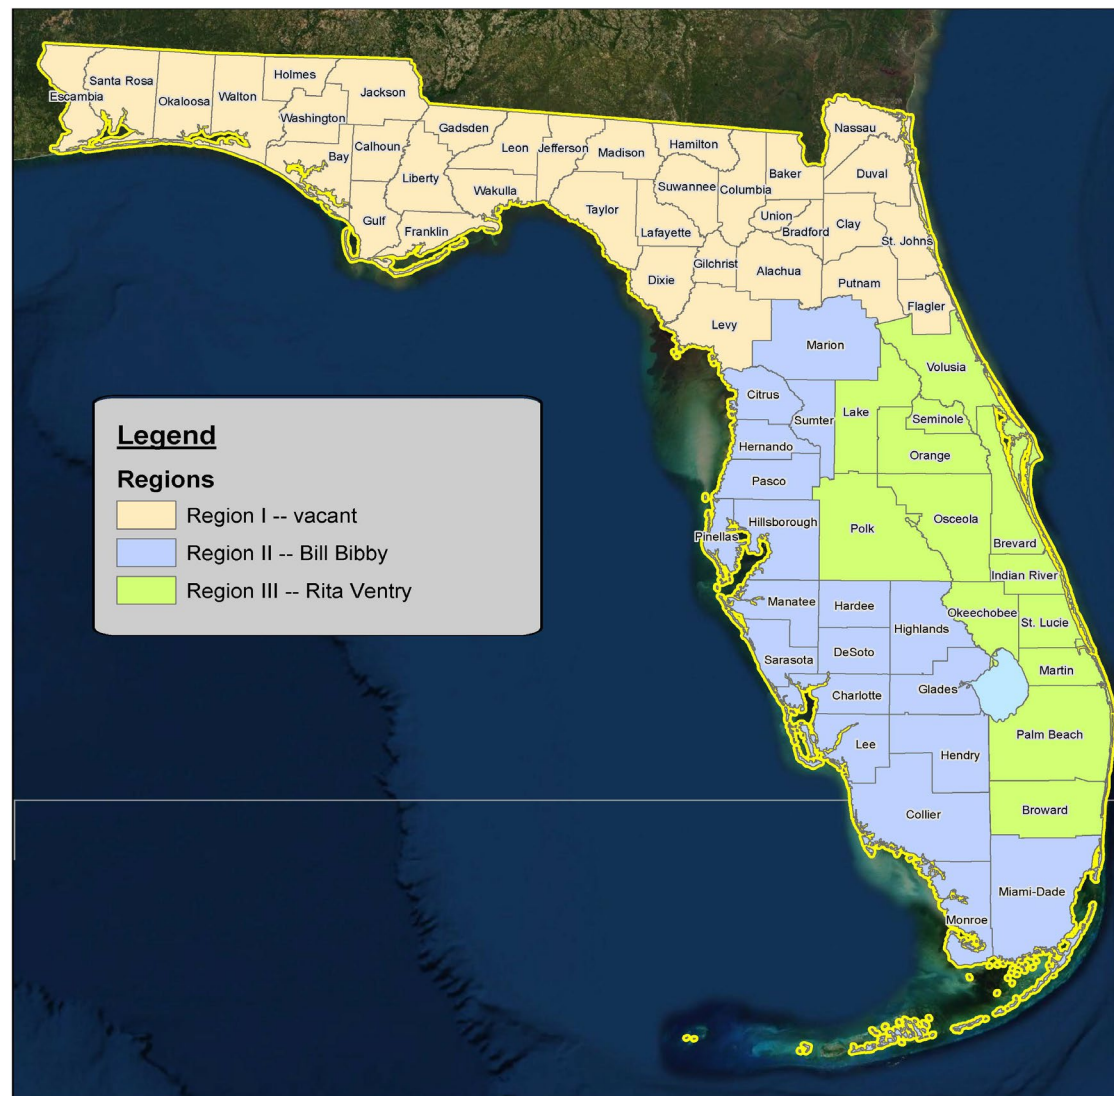 Holmes
Santa Rosa
Jackson
Escambia
Okaloosa
Walton
Washington
Gadsden
Nassau
Calhoun
Leon
Jefferson
Hamilton
Bay
Madison
Baker
Duval
Liberty
Suwannee
Columbia
Wakulla
Taylor
Union
Gulf
Franklin
Lafayette
Bradford
Clay
St. Johns
Gilchrist
Alachua
Dixie
Putnam
Flagler
Levy
Marion
Volusia
Citrus
Lake
Seminole
Sumter
Hernando
Orange
Pasco
Hillsborough
Polk
Osceola
Pinellas
Brevard
Indian River
Manatee
Hardee
Okeechobee
Highlands
St. Lucie
Sarasota
DeSoto
Martin
Charlotte
Glades
Palm Beach
Lee
Hendry
Collier
Broward
Miami-Dade
Monroe
Legend
Regions
Region I -- vacant
Region II -- Bill Bibby
Region III -- Rita Ventry